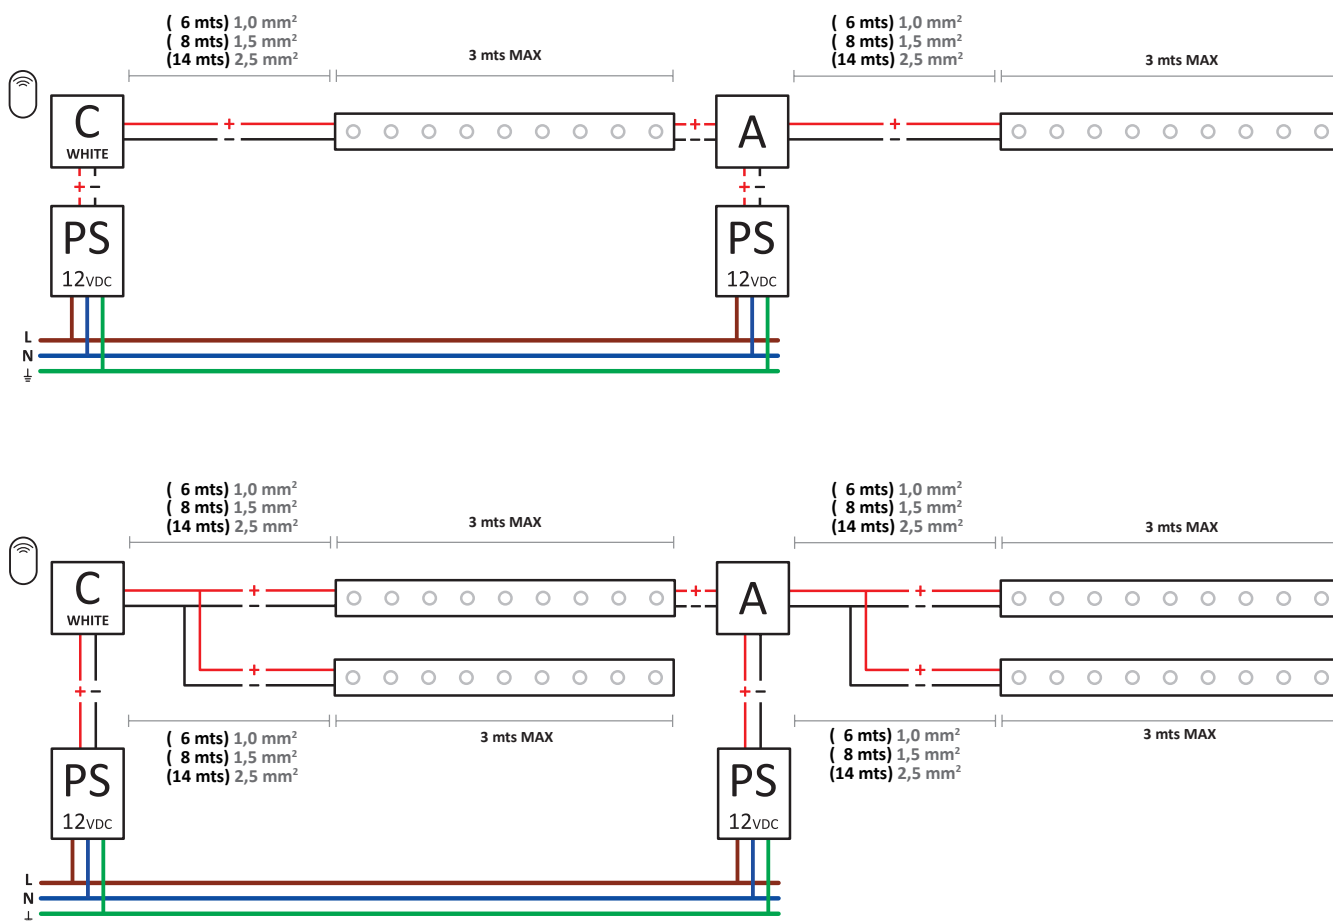 ( 6 mts) 1,0 mm²
( 8 mts) 1,5 mm²
(14 mts) 2,5 mm²
3 mts MAX
( 6 mts) 1,0 mm²
( 8 mts) 1,5 mm²
(14 mts) 2,5 mm²
3 mts MAX
C
WHITE
+
-
+
-
A
+
-
+ -
PS
12VDC
+ -
PS
12VDC
L
N
( 6 mts) 1,0 mm²
( 8 mts) 1,5 mm²
(14 mts) 2,5 mm²
3 mts MAX
( 6 mts) 1,0 mm²
( 8 mts) 1,5 mm²
(14 mts) 2,5 mm²
3 mts MAX
C
WHITE
+
-
+
-
A
+
-
+
-
+
-
+ -
+ -
( 6 mts) 1,0 mm²
( 8 mts) 1,5 mm²
(14 mts) 2,5 mm²
3 mts MAX
( 6 mts) 1,0 mm²
( 8 mts) 1,5 mm²
(14 mts) 2,5 mm²
3 mts MAX
PS
12VDC
PS
12VDC
L
N